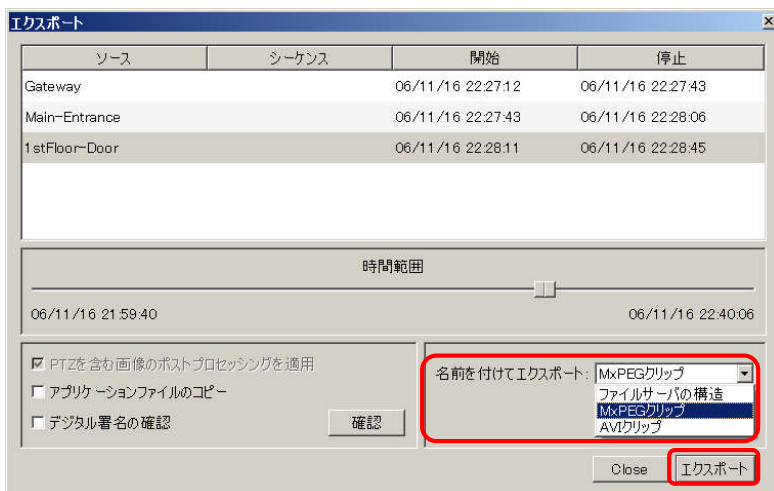 エクスポート
ソース シーケンス 開始 停止
Gateway 06/11/16 22:27:12 06/11/16 22:27:43
Main-Entrance 06/11/16 22:27:43 06/11/16 22:28:06
1stFloor-Door 06/11/16 22:28:11 06/11/16 22:28:45
時間範囲
06/11/16 21:59:40 06/11/16 22:40:06
PTZを含む画像のポストプロセッシングを適用
アプリケーションファイルのコピー
デジタル署名の確認 確認
名前を付けてエクスポート: MxPEGクリップ
ファイルサーバの構造
MxPEGクリップ
AVIクリップ
Close エクスポート